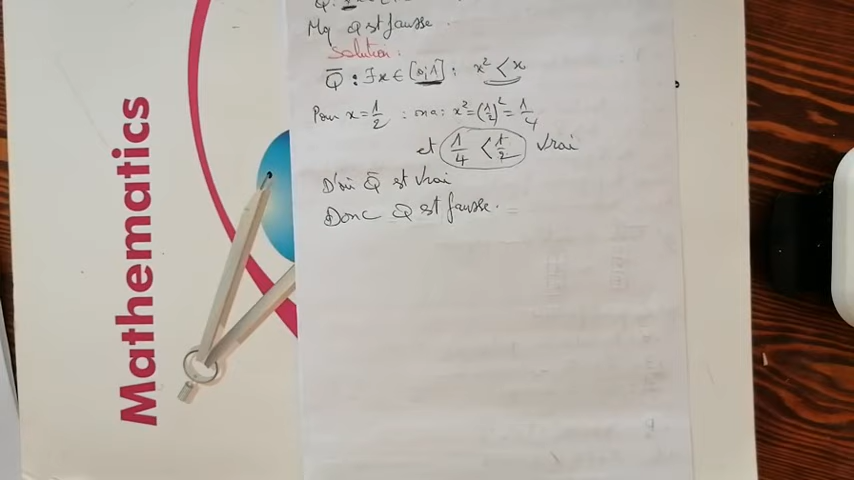 Mq Q est fausse.
Solution:
Q̅ : ∃x ∈ [0;1] : x² < x
Pour x = 1/2 : on a : x² = (1/2)² = 1/4
et 1/4 < 1/2 vrai
D'où Q̅ est vrai
Donc Q est fausse.
Mathematics